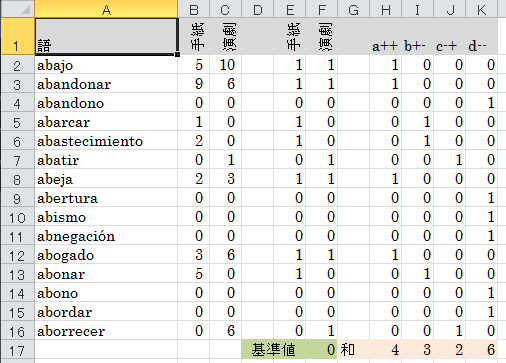 A B C D E F G H I J K
1 語 手紙 演劇 手紙 演劇 a++ b+- c-+ d--
2 abajo 5 10 1 1 1 0 0 0
3 abandonar 9 6 1 1 1 0 0 0
4 abandono 0 0 0 0 0 0 0 1
5 abarcar 1 0 1 0 0 1 0 0
6 abastecimiento 2 0 1 0 0 1 0 0
7 abatir 0 1 0 1 0 0 1 0
8 abeja 2 3 1 1 1 0 0 0
9 abertura 0 0 0 0 0 0 0 1
10 abismo 0 0 0 0 0 0 0 1
11 abnegación 0 0 0 0 0 0 0 1
12 abogado 3 6 1 1 1 0 0 0
13 abonar 5 0 1 0 0 1 0 0
14 abono 0 0 0 0 0 0 0 1
15 abordar 0 0 0 0 0 0 0 1
16 aborrecer 0 6 0 1 0 0 1 0
17 基準値 0 和 4 3 2 6